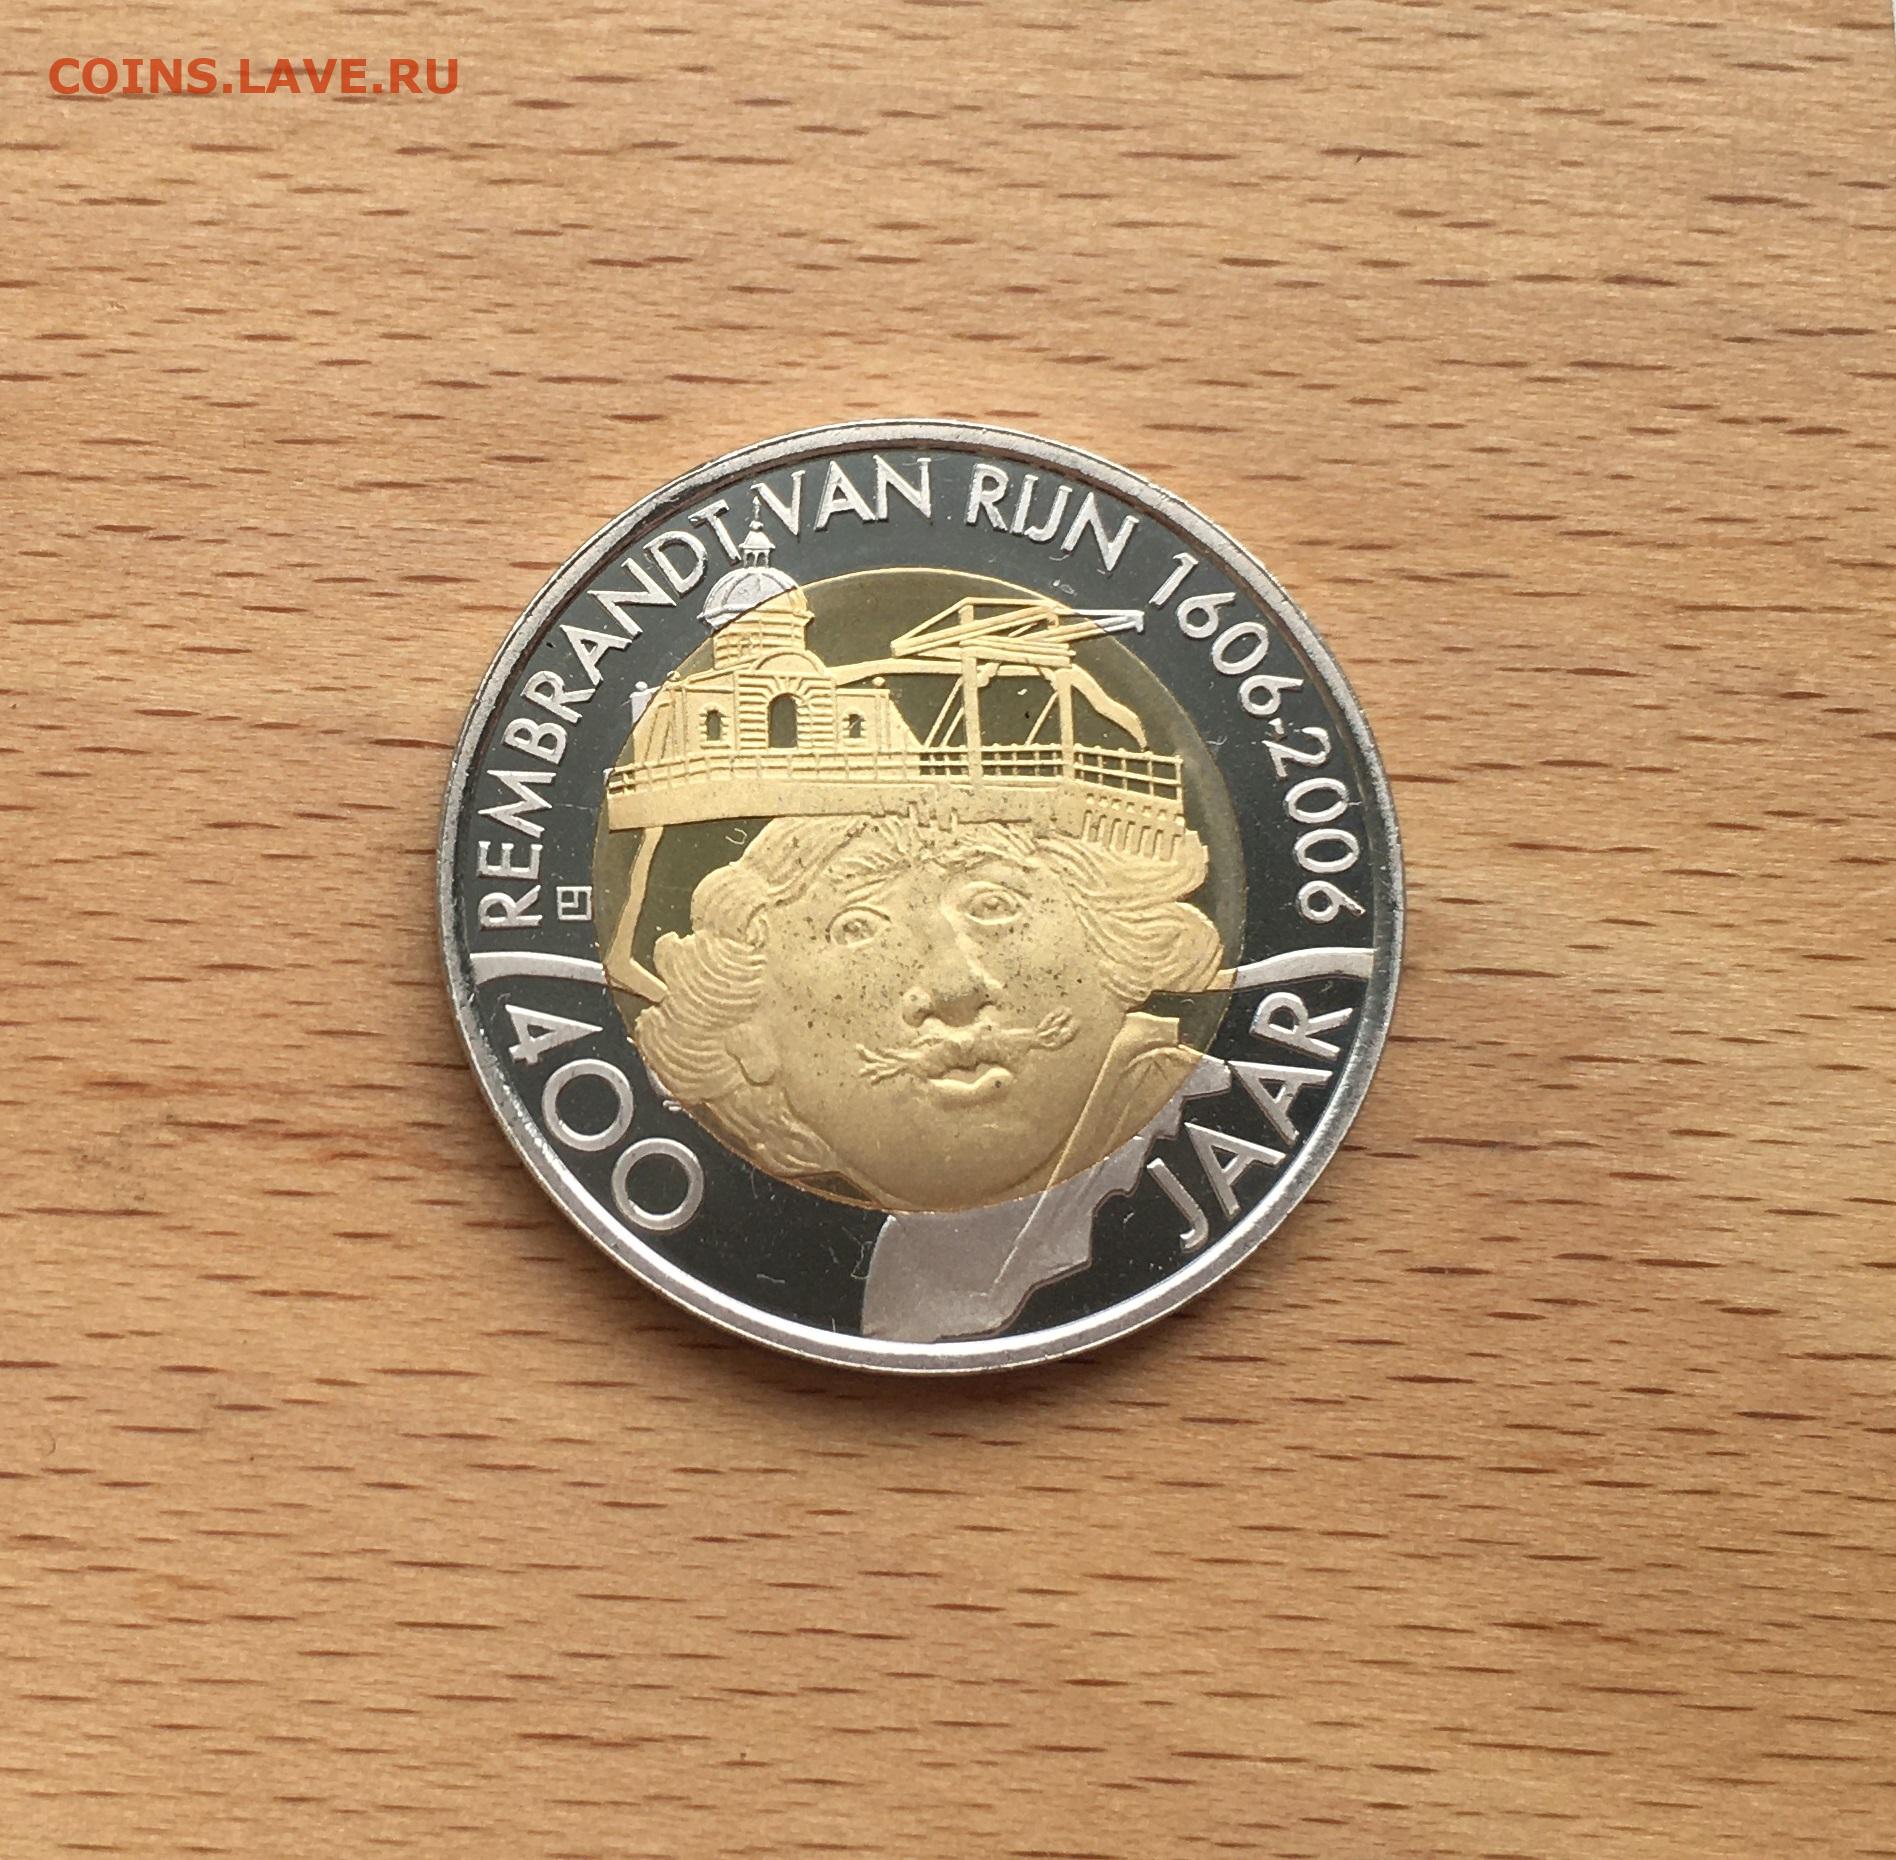 COINS.LAVE.RU
REMBRANDT VAN RIJN 1606-2006
400 JAAR